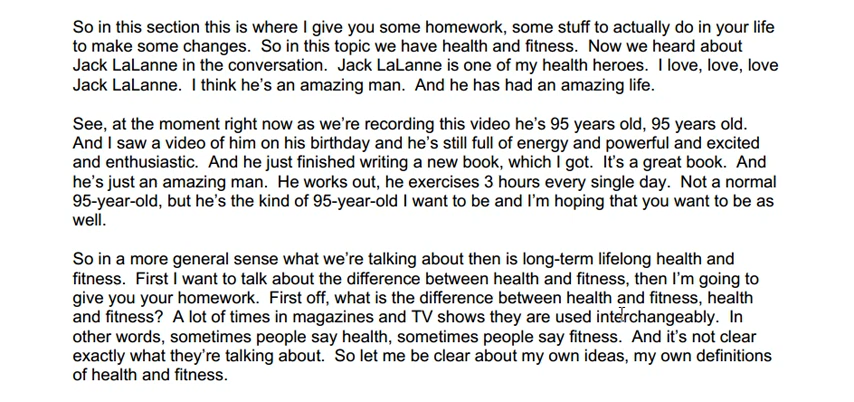 So in this section this is where I give you some homework, some stuff to actually do in your life
to make some changes.  So in this topic we have health and fitness.  Now we heard about
Jack LaLanne in the conversation.  Jack LaLanne is one of my health heroes.  I love, love, love
Jack LaLanne.  I think he's an amazing man.  And he has had an amazing life.

See, at the moment right now as we're recording this video he's 95 years old, 95 years old.
And I saw a video of him on his birthday and he's still full of energy and powerful and excited
and enthusiastic.  And he just finished writing a new book, which I got.  It's a great book.  And
he's just an amazing man.  He works out, he exercises 3 hours every single day.  Not a normal
95-year-old, but he's the kind of 95-year-old I want to be and I'm hoping that you want to be as
well.

So in a more general sense what we're talking about then is long-term lifelong health and
fitness.  First I want to talk about the difference between health and fitness, then I'm going to
give you your homework.  First off, what is the difference between health and fitness, health
and fitness?  A lot of times in magazines and TV shows they are used interchangeably.  In
other words, sometimes people say health, sometimes people say fitness.  And it's not clear
exactly what they're talking about.  So let me be clear about my own ideas, my own definitions
of health and fitness.